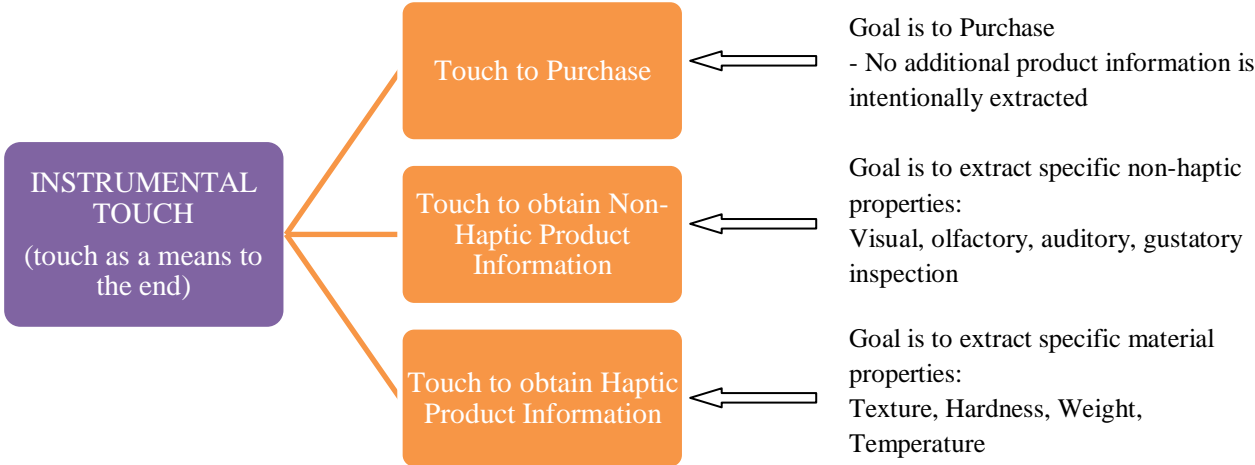 INSTRUMENTAL
TOUCH
(touch as a means to
the end)
Touch to Purchase
Goal is to Purchase
- No additional product information is
intentionally extracted
Touch to obtain Non-
Haptic Product
Information
Goal is to extract specific non-haptic
properties:
Visual, olfactory, auditory, gustatory
inspection
Touch to obtain Haptic
Product Information
Goal is to extract specific material
properties:
Texture, Hardness, Weight,
Temperature